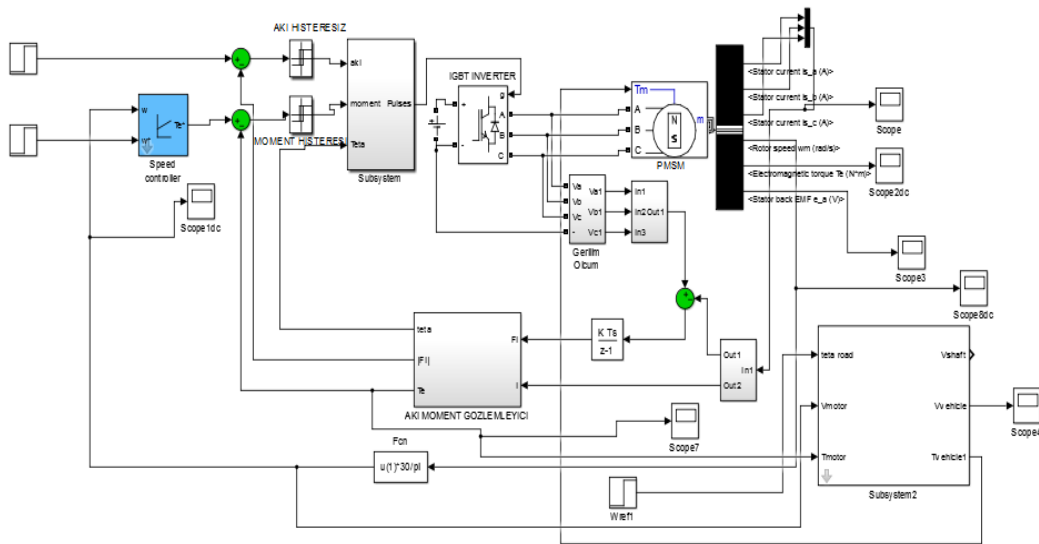 AKI HISTERESIZ
aki
moment Pulses
Teta
Subsystem
MOMENT HISTERESIZ
w
w*
Te*
Speed
controller
Scope1dc
IGBT INVERTER
g
+
-
A
B
C
Tm
A
B
C
m
N
S
PMSM
<Stator current is_a (A)>
<Stator current is_b (A)>
<Stator current is_c (A)>
<Rotor speed wm (rad/s)>
<Electromagnetic torque Te (N*m)>
<Stator back EMF e_a (V)>
Scope
Scope2dc
Scope3
Scope8dc
Va
Vb
Vc
-
Va1
Vb1
Vc1
Gerilim
Olcum
In1
In2 Out1
In3
K Ts
z-1
teta
|FI|
Te
FI
I
AKI MOMENT GOZLEMLEYICI
Out1
In1
Out2
Scope7
Fcn
u(1)*30/pi
Wref1
teta road
Vmotor
Tmotor
Vshaft
Vvehicle
Tvehicle1
Subsystem2
Scope4